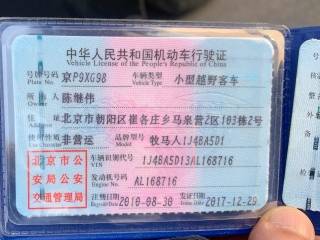 中华人民共和国机动车行驶证
Vehicle License of the People's Republic of China
号牌号码 京P9XG98 车辆类型 小型越野客车
Plate No. Vehicle Type
所有人 陈继伟
Owner
住址 北京市朝阳区崔各庄乡马泉营2区103栋2号
Address
使用性质 非营运 品牌型号 牧马人1J4BA5D1
Model
北京市公安局公安交通管理局
车辆识别代号 1J4BA5D13AL168716
VIN
发动机号码 AL168716
Engine No.
注册日期 2010-08-30 发证日期 2017-12-29